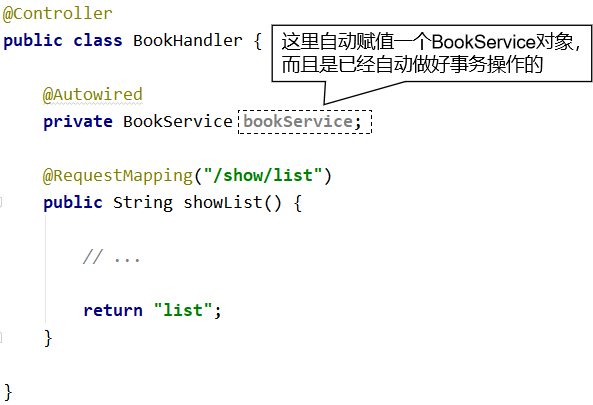 @Controller
public class BookHandler {
这里自动赋值一个BookService对象，
而且是已经自动做好事务操作的
@Autowired
private BookService bookService;
@RequestMapping("/show/list")
public String showList() {
// ...
return "list";
}
}